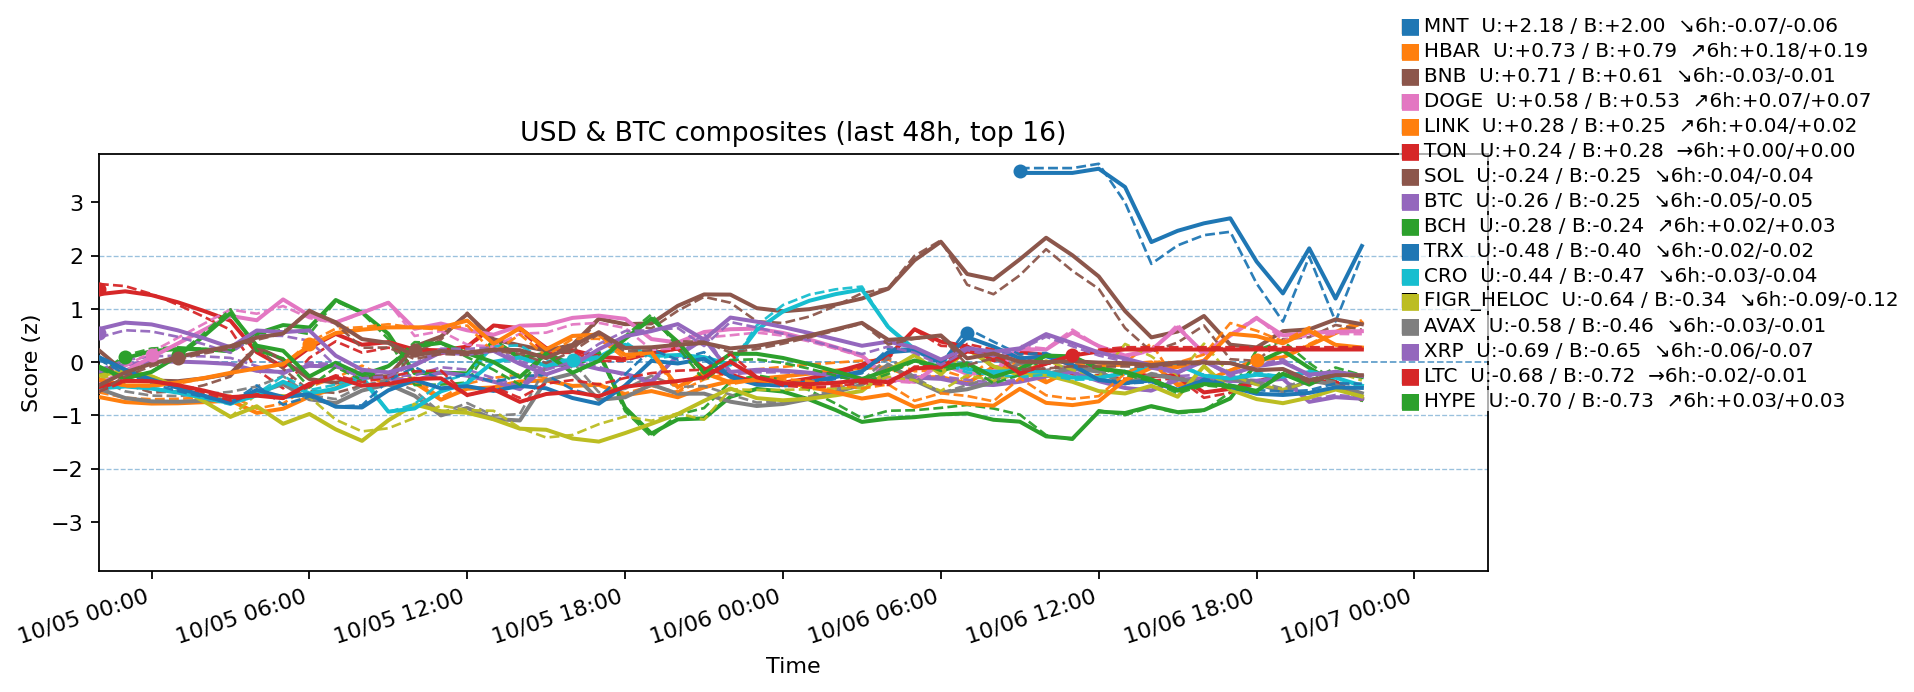 MNT  U:+2.18 / B:+2.00  ↘6h:-0.07/-0.06
HBAR  U:+0.73 / B:+0.79  ↗6h:+0.18/+0.19
BNB  U:+0.71 / B:+0.61  ↘6h:-0.03/-0.01
DOGE  U:+0.58 / B:+0.53  ↗6h:+0.07/+0.07
LINK  U:+0.28 / B:+0.25  ↗6h:+0.04/+0.02
TON  U:+0.24 / B:+0.28  →6h:+0.00/+0.00
SOL  U:-0.24 / B:-0.25  ↘6h:-0.04/-0.04
BTC  U:-0.26 / B:-0.25  ↘6h:-0.05/-0.05
BCH  U:-0.28 / B:-0.24  ↗6h:+0.02/+0.03
TRX  U:-0.48 / B:-0.40  ↘6h:-0.02/-0.02
CRO  U:-0.44 / B:-0.47  ↘6h:-0.03/-0.04
FIGR_HELOC  U:-0.64 / B:-0.34  ↘6h:-0.09/-0.12
AVAX  U:-0.58 / B:-0.46  ↘6h:-0.03/-0.01
XRP  U:-0.69 / B:-0.65  ↘6h:-0.06/-0.07
LTC  U:-0.68 / B:-0.72  →6h:-0.02/-0.01
HYPE  U:-0.70 / B:-0.73  ↗6h:+0.03/+0.03
USD & BTC composites (last 48h, top 16)
Score (z)
3
2
1
0
−1
−2
−3
10/05 00:00
10/05 06:00
10/05 12:00
10/05 18:00
10/06 00:00
10/06 06:00
10/06 12:00
10/06 18:00
10/07 00:00
Time